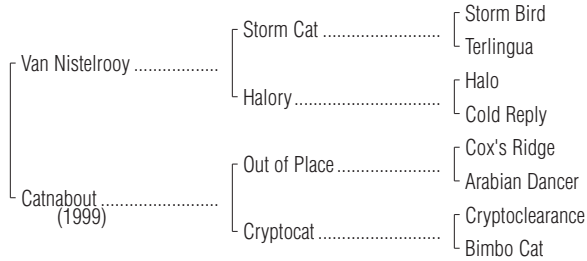 Storm Bird
Storm Cat ........................
Terlingua
Van Nistelrooy .................
Halo
Halory ..............................
Cold Reply
Cox's Ridge
Out of Place .....................
Arabian Dancer
Catnabout ........................
(1999)
Cryptoclearance
Cryptocat .........................
Bimbo Cat